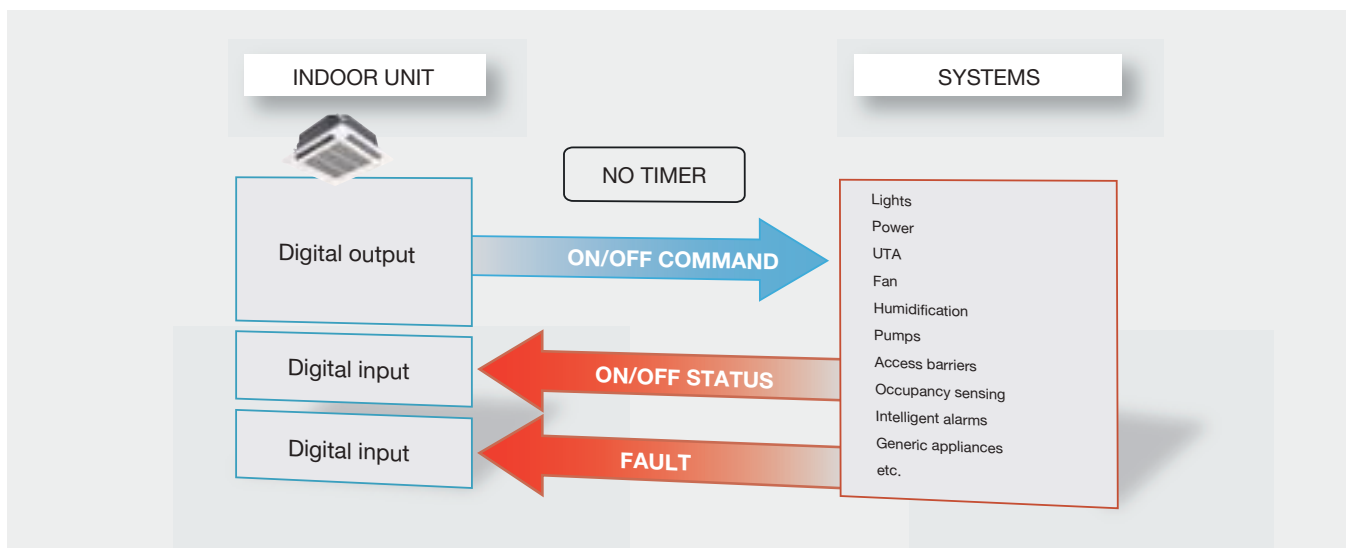 INDOOR UNIT
SYSTEMS
NO TIMER
Digital output
ON/OFF COMMAND
Digital input
ON/OFF STATUS
Digital input
FAULT
Lights
Power
UTA
Fan
Humidification
Pumps
Access barriers
Occupancy sensing
Intelligent alarms
Generic appliances
etc.